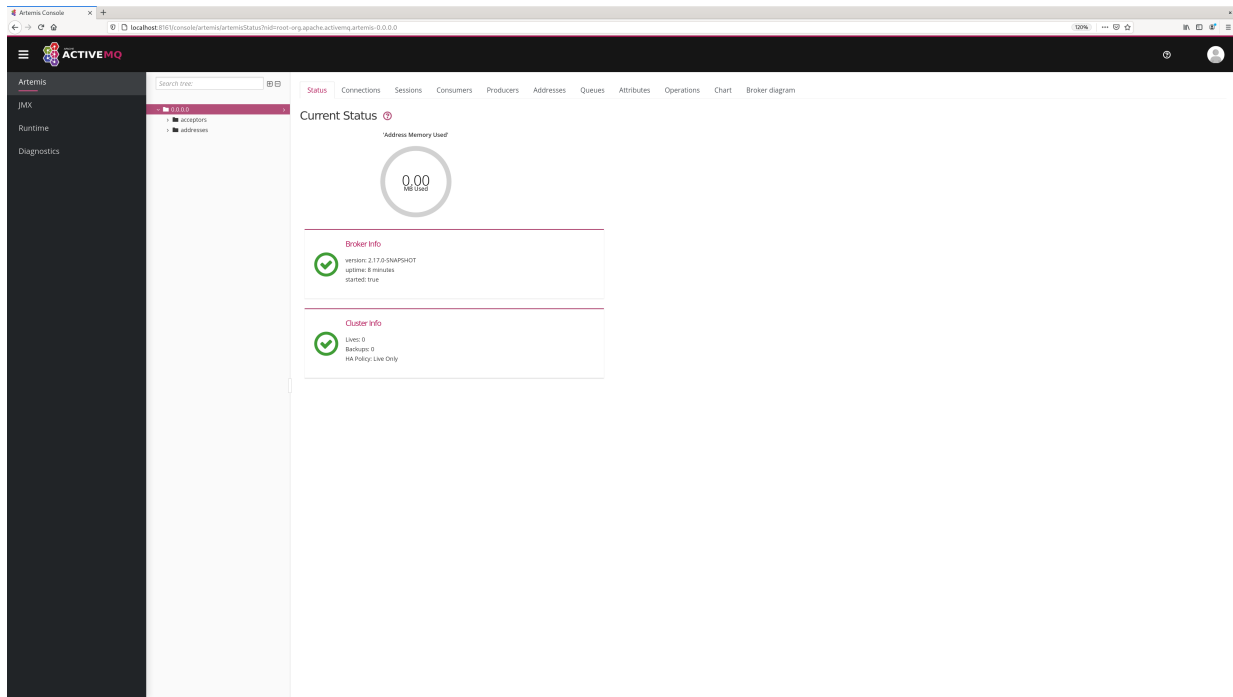 Artemis Console
localhost:8161/console/artemis/artemisStatus?nid=root-org.apache.activemq.artemis-0.0.0.0
120%
ACTIVEMQ
Artemis
JMX
Runtime
Diagnostics
Search tree:
0.0.0.0
acceptors
addresses
Status Connections Sessions Consumers Producers Addresses Queues Attributes Operations Chart Broker diagram
Current Status
'Address Memory Used'
0.00
MB Used
Broker Info
version: 2.17.0-SNAPSHOT
uptime: 8 minutes
started: true
Cluster Info
Lives: 0
Backups: 0
HA Policy: Live Only